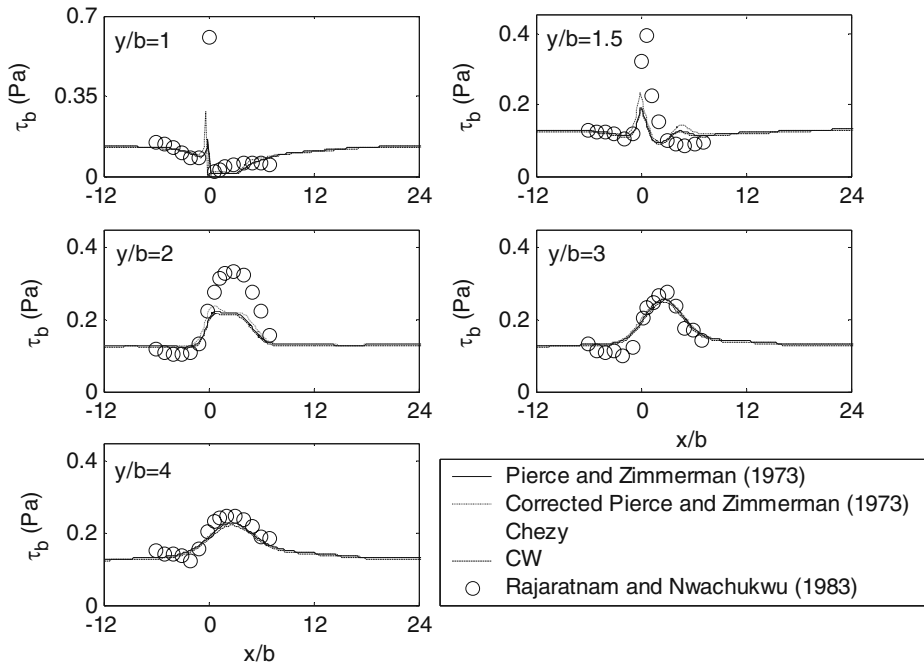 0.7
y/b=1
τb (Pa)
0.35
0
-12 0 12 24
0.4
y/b=1.5
τb (Pa)
0.2
0
-12 0 12 24
0.4
y/b=2
τb (Pa)
0.2
0
-12 0 12 24
0.4
y/b=3
τb (Pa)
0.2
0
-12 0 12 24
x/b
0.4
y/b=4
τb (Pa)
0.2
0
-12 0 12 24
x/b
Pierce and Zimmerman (1973)
Corrected Pierce and Zimmerman (1973)
Chezy
CW
Rajaratnam and Nwachukwu (1983)